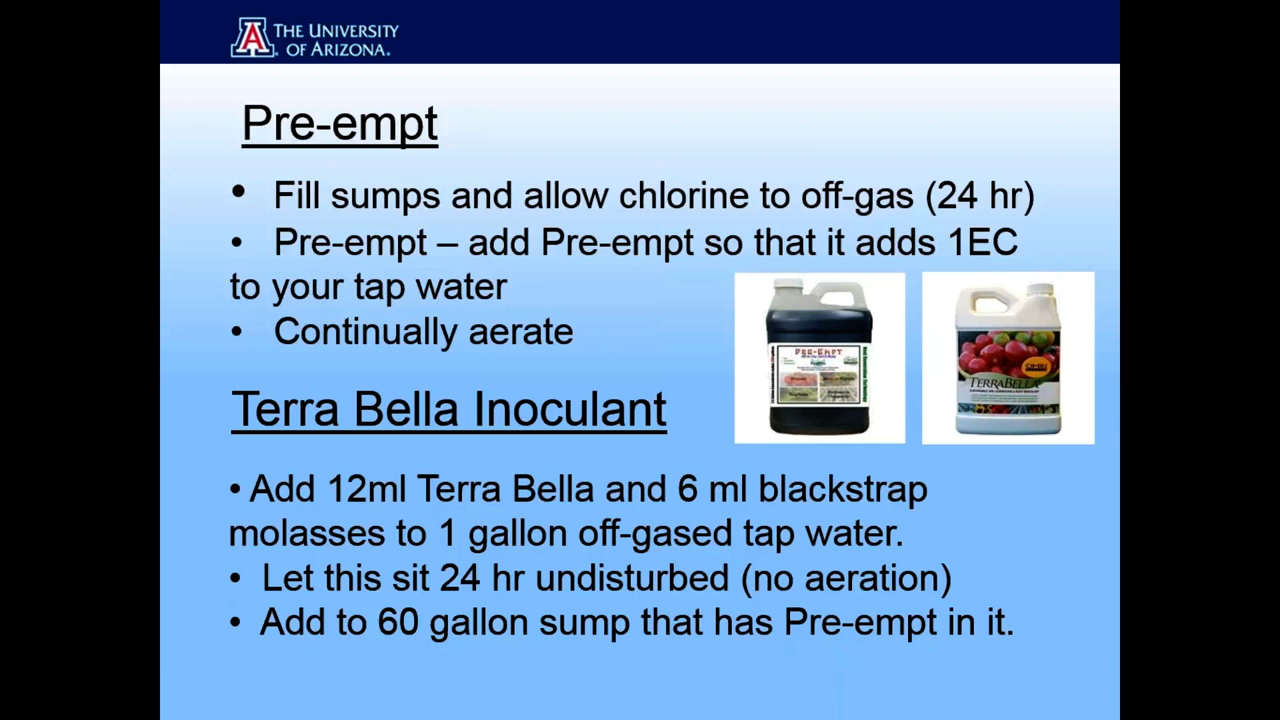 THE UNIVERSITY
OF ARIZONA.
Pre-empt
• Fill sumps and allow chlorine to off-gas (24 hr)
• Pre-empt – add Pre-empt so that it adds 1EC
to your tap water
• Continually aerate
PRE-EMPT
TERRABELLA
Terra Bella Inoculant
• Add 12ml Terra Bella and 6 ml blackstrap
molasses to 1 gallon off-gased tap water.
• Let this sit 24 hr undisturbed (no aeration)
• Add to 60 gallon sump that has Pre-empt in it.